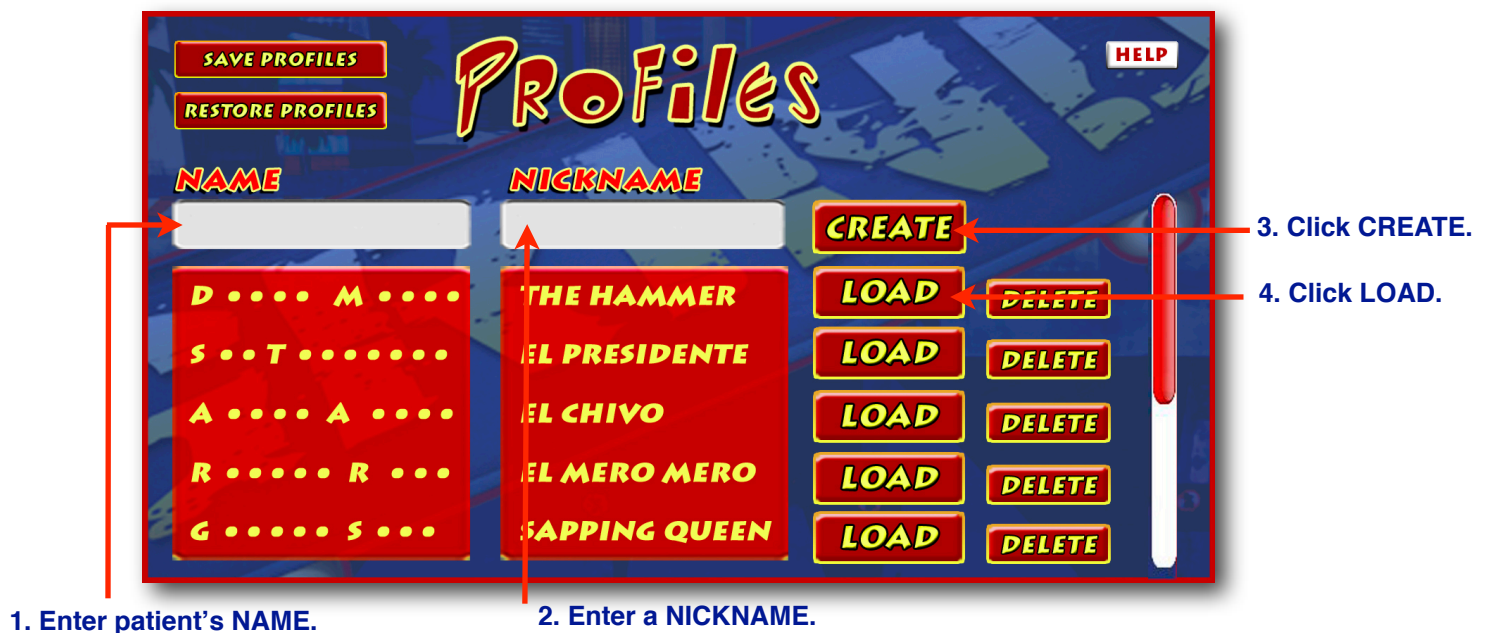 SAVE PROFILES
PRoFiles
HELP
RESTORE PROFILES
NAME
NICKNAME
CREATE
3. Click CREATE.
D •••• M ••••
THE HAMMER
LOAD
DELETE
4. Click LOAD.
S •• T •••••••
EL PRESIDENTE
LOAD
DELETE
A •••• A ••••
EL CHIVO
LOAD
DELETE
R ••••• R •••
EL MERO MERO
LOAD
DELETE
G ••••• S •••
SAPPING QUEEN
LOAD
DELETE
1. Enter patient’s NAME.
2. Enter a NICKNAME.